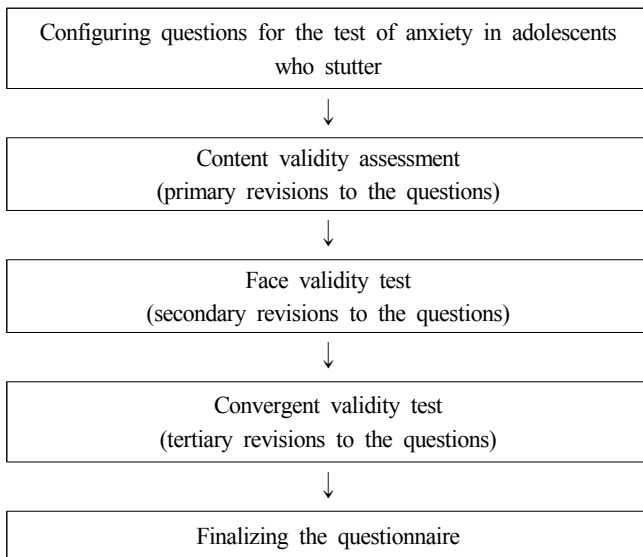 Configuring questions for the test of anxiety in adolescents
who stutter
↓
Content validity assessment
(primary revisions to the questions)
↓
Face validity test
(secondary revisions to the questions)
↓
Convergent validity test
(tertiary revisions to the questions)
↓
Finalizing the questionnaire